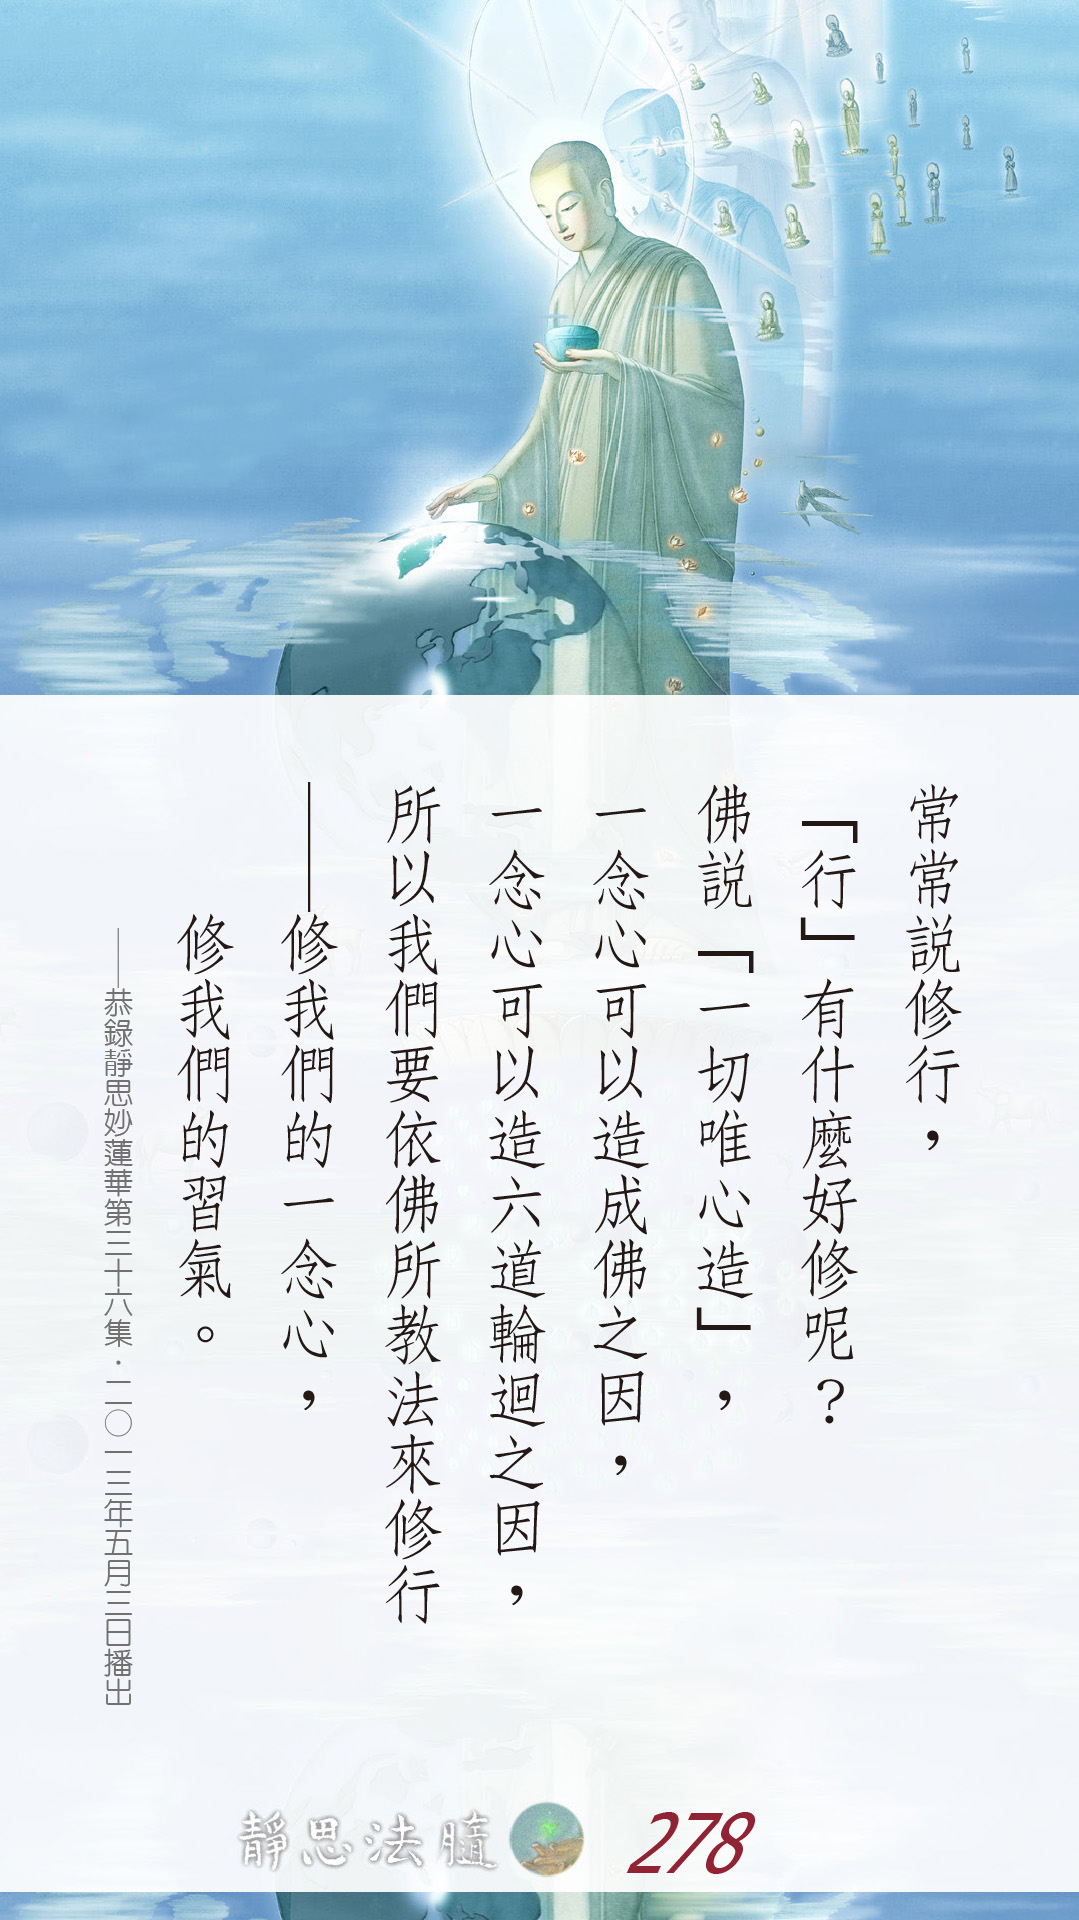 常常説修行，
「行」有什麼好修呢？
佛説「一切唯心造」，
一念心可以造成佛之因，
一念心可以造六道輪迴之因，
所以我們要依佛所教法來修行
——修我們的一念心，
修我們的習氣。
——恭錄靜思妙蓮華第三十六集・二〇一三年五月三日播出
靜思法髓
278